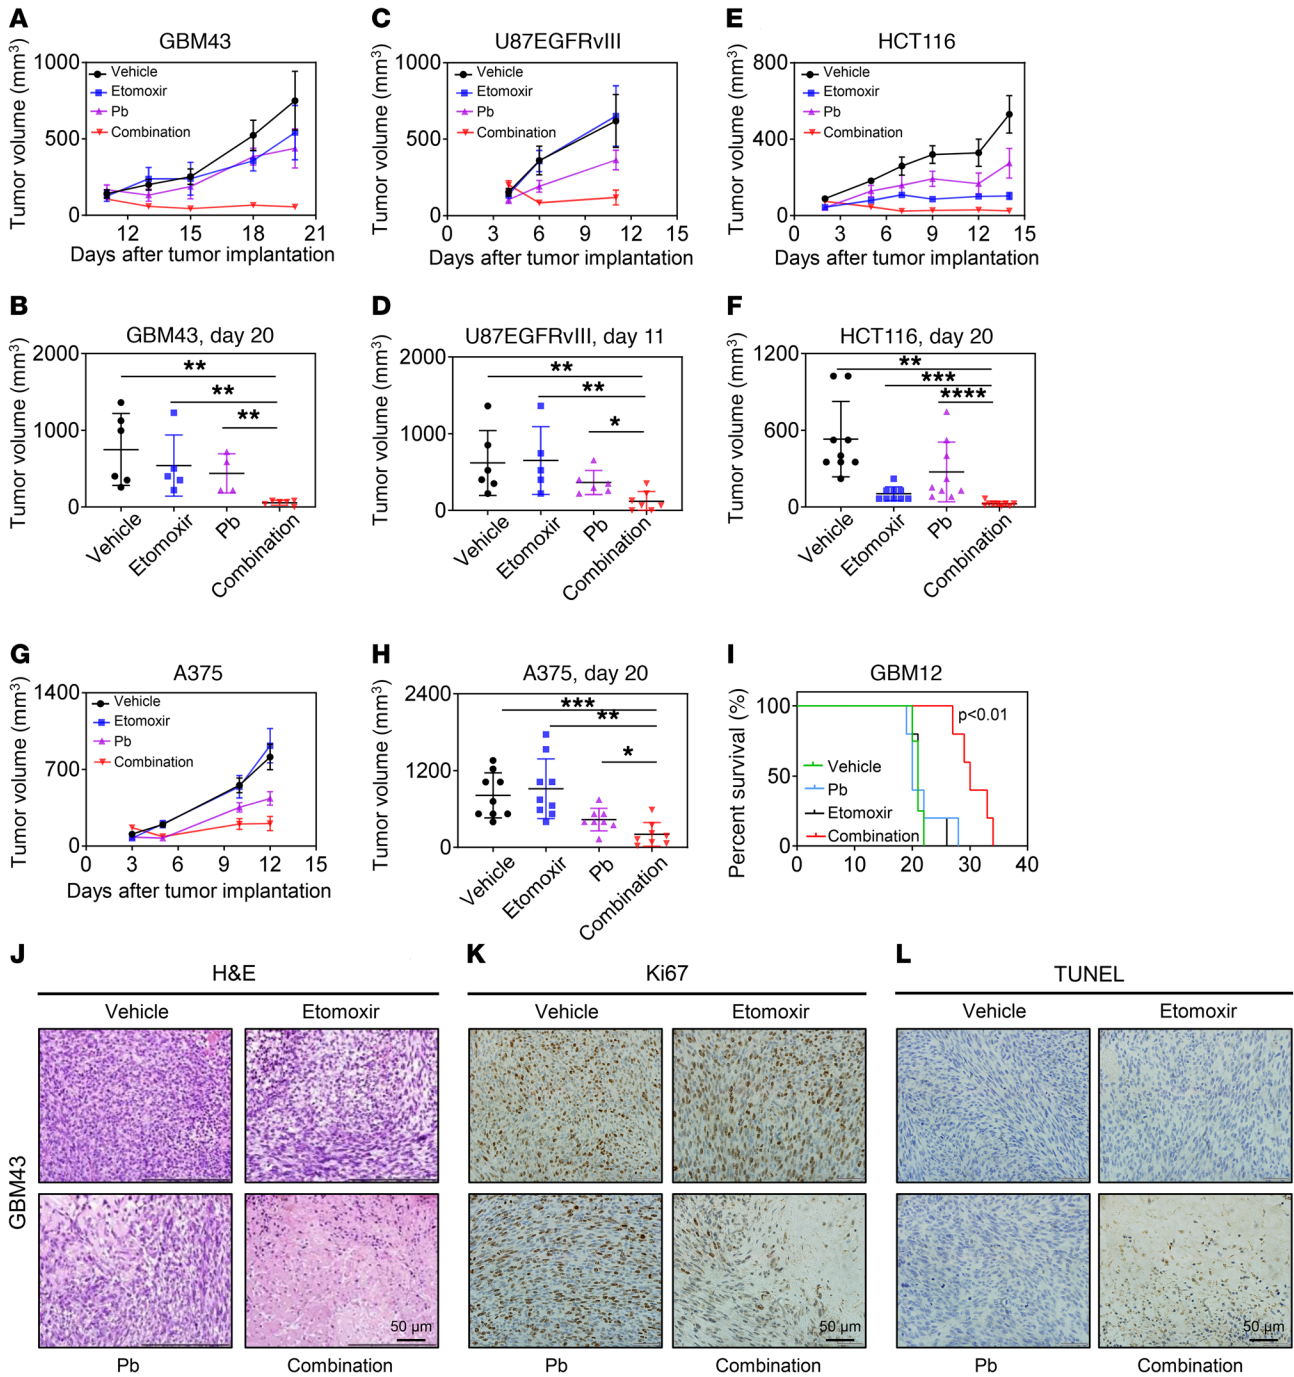 A
GBM43
Tumor volume (mm³)
1000
500
0
12 15 18 21
Days after tumor implantation
Vehicle
Etomoxir
Pb
Combination
C
U87EGFRvIII
Tumor volume (mm³)
1000
500
0
0 3 6 9 12 15
Days after tumor implantation
Vehicle
Etomoxir
Pb
Combination
E
HCT116
Tumor volume (mm³)
800
400
0
0 3 6 9 12 15
Days after tumor implantation
Vehicle
Etomoxir
Pb
Combination
B
GBM43, day 20
Tumor volume (mm³)
2000
1000
0
**
**
**
Vehicle
Etomoxir
Pb
Combination
D
U87EGFRvIII, day 11
Tumor volume (mm³)
2000
1000
0
**
**
*
Vehicle
Etomoxir
Pb
Combination
F
HCT116, day 20
Tumor volume (mm³)
1200
600
0
**
***
****
Vehicle
Etomoxir
Pb
Combination
G
A375
Tumor volume (mm³)
1400
700
0
0 3 6 9 12 15
Days after tumor implantation
Vehicle
Etomoxir
Pb
Combination
H
A375, day 20
Tumor volume (mm³)
2400
1200
0
***
**
*
Vehicle
Etomoxir
Pb
Combination
I
GBM12
Percent survival (%)
100
50
0
0 10 20 30 40
p<0.01
Vehicle
Pb
Etomoxir
Combination
J
H&E
Vehicle Etomoxir
GBM43
50 µm
Pb Combination
K
Ki67
Vehicle Etomoxir
50 µm
Pb Combination
L
TUNEL
Vehicle Etomoxir
50 µm
Pb Combination